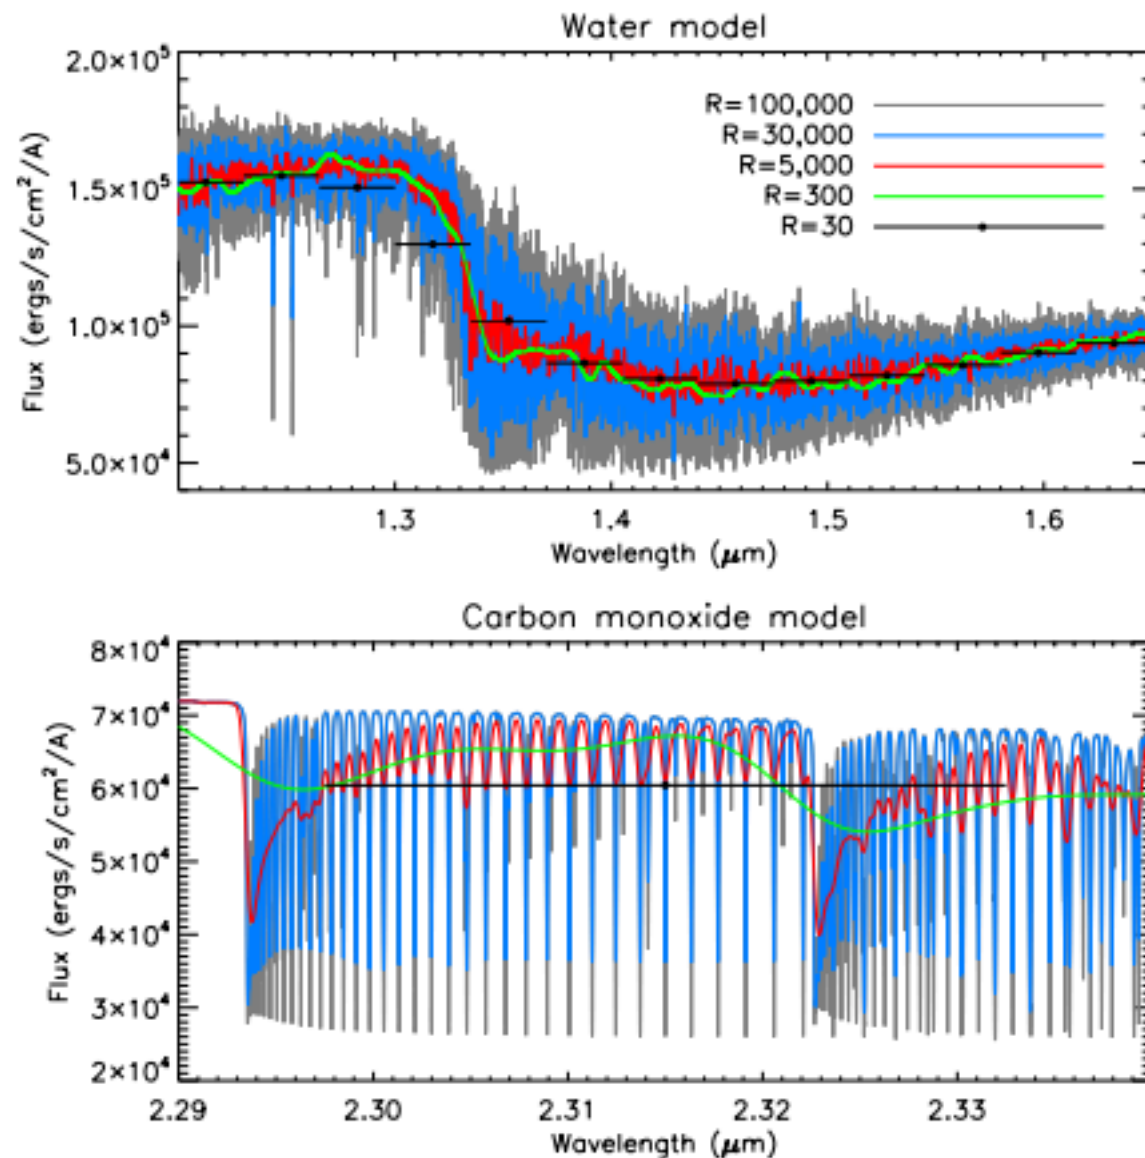 Water model
2.0×10⁵
1.5×10⁵
1.0×10⁵
5.0×10⁴
Flux (ergs/s/cm²/A)
R=100,000
R=30,000
R=5,000
R=300
R=30
1.3 1.4 1.5 1.6
Wavelength (μm)
Carbon monoxide model
8×10⁴
7×10⁴
6×10⁴
5×10⁴
4×10⁴
3×10⁴
2×10⁴
Flux (ergs/s/cm²/A)
2.29 2.30 2.31 2.32 2.33
Wavelength (μm)